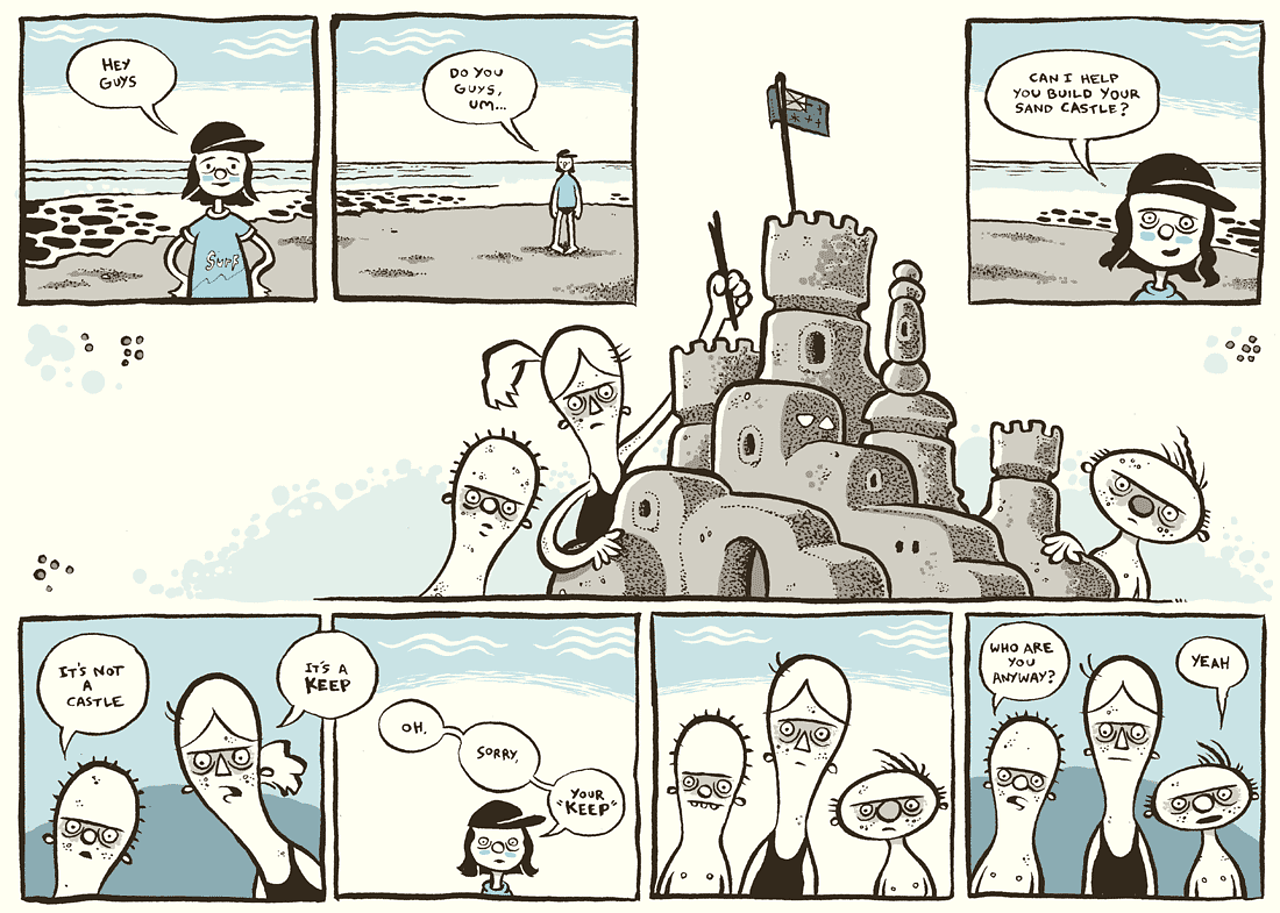 HEY
GUYS
SURF
DO YOU
GUYS,
UM...
CAN I HELP
YOU BUILD YOUR
SAND CASTLE?
IT'S NOT
A
CASTLE
IT'S A
KEEP
OH,
SORRY,
YOUR
"KEEP"
WHO ARE
YOU
ANYWAY?
YEAH